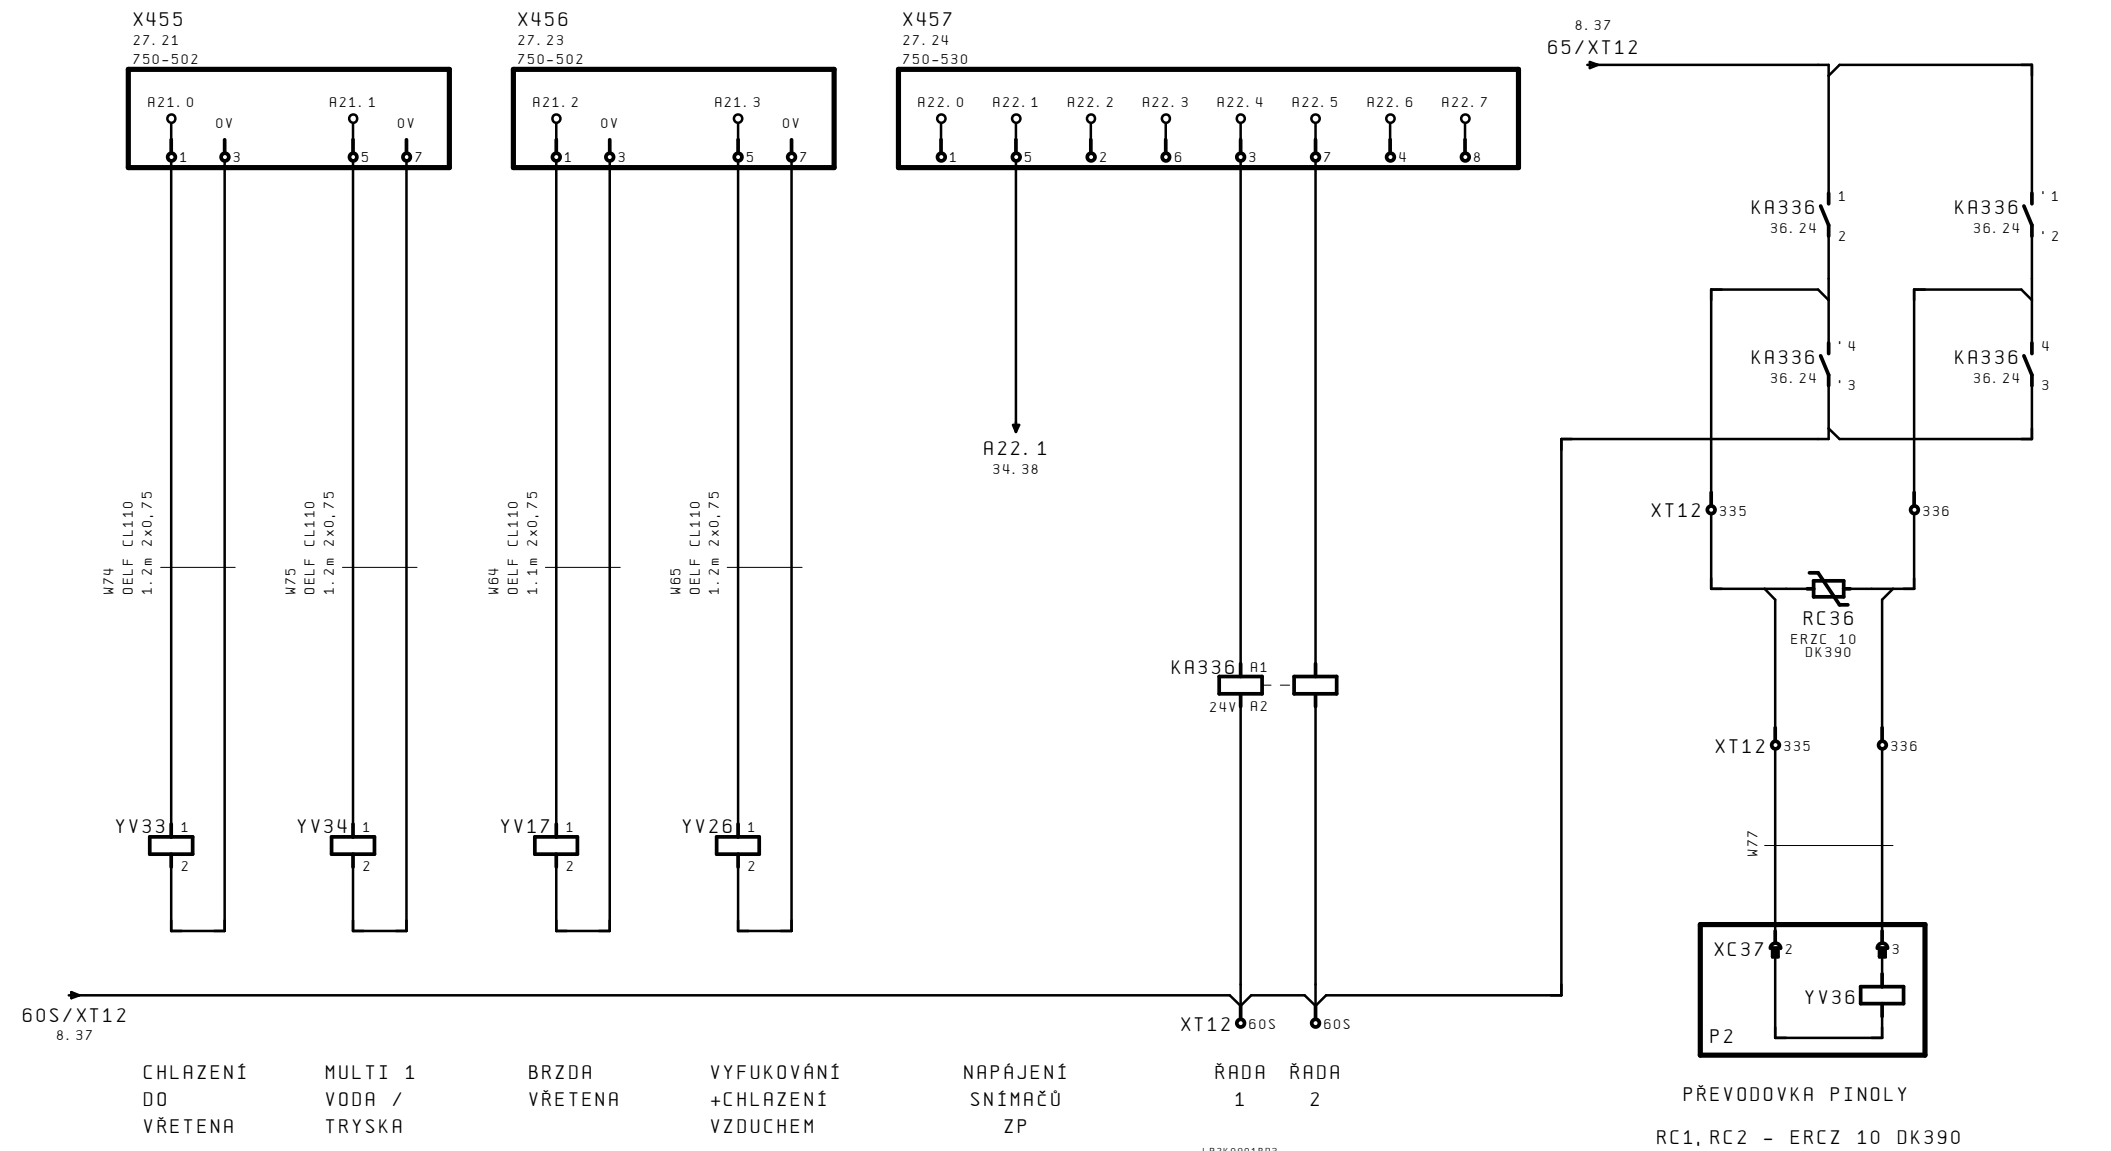 X455
27.21
750-502
A21.0
A21.1
0V
0V
1
3
5
7
X456
27.23
750-502
A21.2
A21.3
0V
0V
1
3
5
7
X457
27.24
750-530
A22.0 A22.1 A22.2 A22.3 A22.4 A22.5 A22.6 A22.7
1 5 2 6 3 7 4 8
8.37
65/XT12
KA336
36.24
1
2
KA336
36.24
'1
'2
KA336
36.24
'4
'3
KA336
36.24
4
3
A22.1
34.38
W74
OELF CL110
1.2m 2x0,75
W75
OELF CL110
1.2m 2x0,75
W64
OELF CL110
1.1m 2x0,75
W65
OELF CL110
1.2m 2x0,75
XT12 335
336
RC36
ERZC 10
DK390
KA336 A1
24V A2
XT12 335
336
YV33 1
2
YV34 1
2
YV17 1
2
YV26 1
2
W77
XC37 2
3
YV36
P2
60S/XT12
8.37
XT12 60S
60S
CHLAZENÍ
DO
VŘETENA
MULTI 1
VODA /
TRYSKA
BRZDA
VŘETENA
VYFUKOVÁNÍ
+CHLAZENÍ
VZDUCHEM
NAPÁJENÍ
SNÍMAČŮ
ZP
ŘADA
1
ŘADA
2
PŘEVODOVKA PINOLY
RC1,RC2 - ERCZ 10 DK390